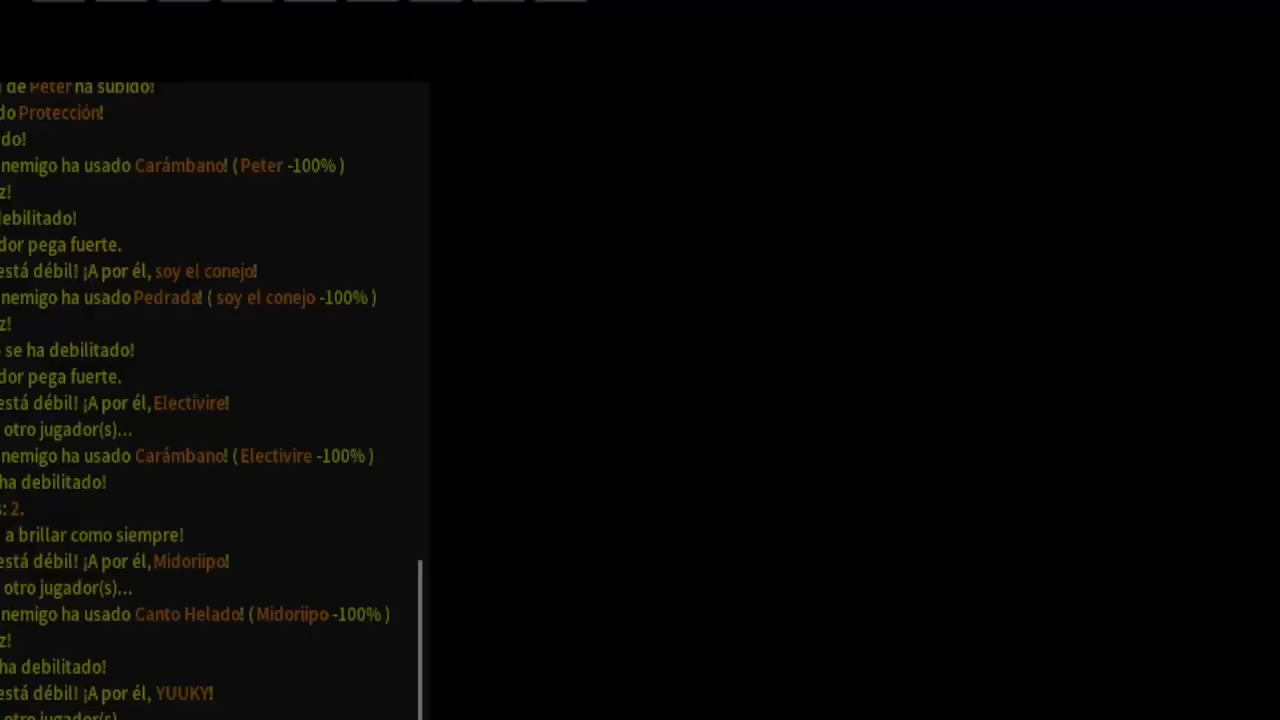 de Peter ha subido!
do Protección!
do!
nemigo ha usado Carámbano! ( Peter -100% )
z!
debilitado!
dor pega fuerte.
está débil! ¡A por él, soy el conejo!
nemigo ha usado Pedrada! ( soy el conejo -100% )
z!
se ha debilitado!
dor pega fuerte.
está débil! ¡A por él, Electivire!
otro jugador(s)...
nemigo ha usado Carámbano! ( Electivire -100% )
ha debilitado!
s: 2.
a brillar como siempre!
está débil! ¡A por él, Midoriipo!
otro jugador(s)...
nemigo ha usado Canto Helado! ( Midoriipo -100% )
z!
ha debilitado!
está débil! ¡A por él, YUUKY!
otro jugador(s)